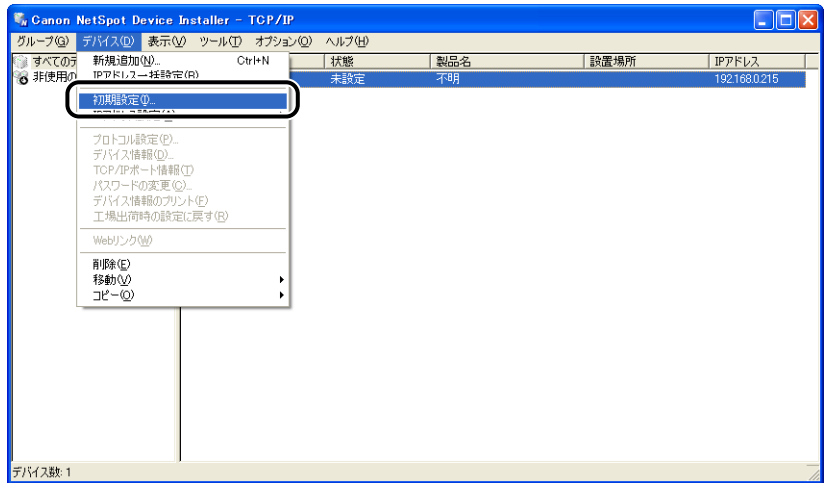 Canon NetSpot Device Installer - TCP/IP
グループ(G) デバイス(D) 表示(V) ツール(T) オプション(O) ヘルプ(H)
すべてのデ
非使用の
状態 製品名 設置場所 IPアドレス
未設定 不明 192.168.0.215
新規追加(N)... Ctrl+N
IPアドレス一括設定(B)
初期設定(I)...
プロトコル設定(P)...
デバイス情報(D)...
TCP/IPポート情報(T)
パスワードの変更(C)...
デバイス情報のプリント(F)
工場出荷時の設定に戻す(R)
Webリンク(W)
削除(E)
移動(V)
コピー(O)
デバイス数: 1